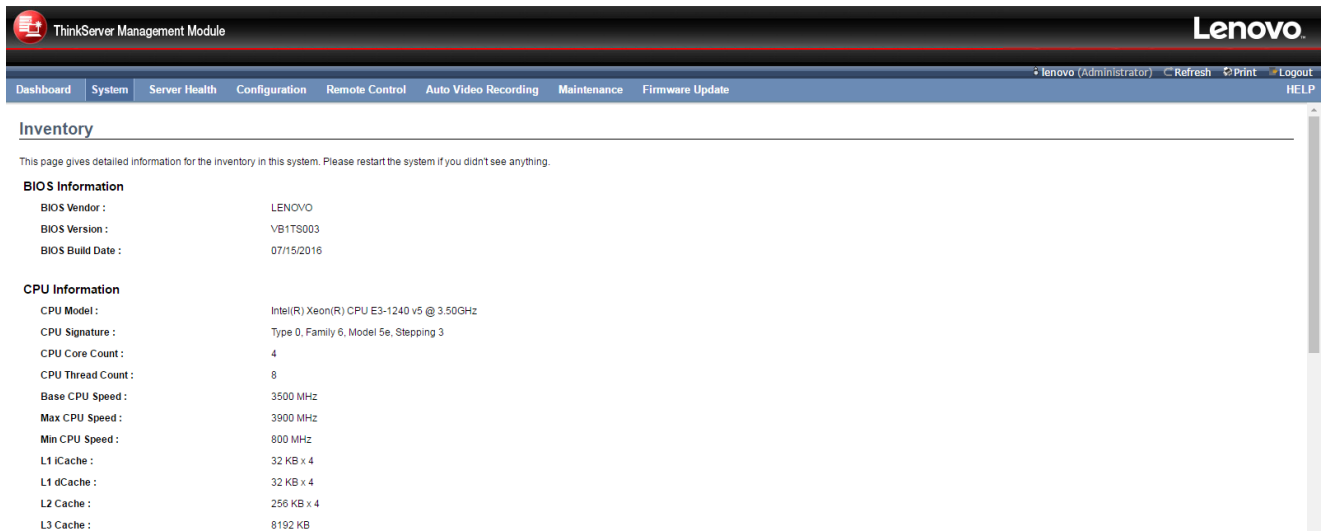 ThinkServer Management Module
Lenovo
lenovo (Administrator) Refresh Print Logout
Dashboard System Server Health Configuration Remote Control Auto Video Recording Maintenance Firmware Update HELP
Inventory
This page gives detailed information for the inventory in this system. Please restart the system if you didn't see anything.
BIOS Information
BIOS Vendor : LENOVO
BIOS Version : VB1TS003
BIOS Build Date : 07/15/2016
CPU Information
CPU Model : Intel(R) Xeon(R) CPU E3-1240 v5 @ 3.50GHz
CPU Signature : Type 0, Family 6, Model 5e, Stepping 3
CPU Core Count : 4
CPU Thread Count : 8
Base CPU Speed : 3500 MHz
Max CPU Speed : 3900 MHz
Min CPU Speed : 800 MHz
L1 iCache : 32 KB x 4
L1 dCache : 32 KB x 4
L2 Cache : 256 KB x 4
L3 Cache : 8192 KB